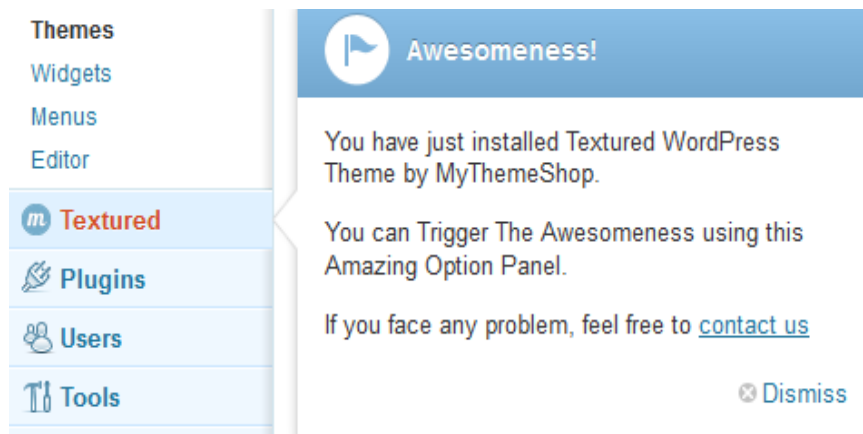 Themes
Widgets
Menus
Editor
m Textured
Plugins
Users
Tools
Awesomeness!
You have just installed Textured WordPress
Theme by MyThemeShop.
You can Trigger The Awesomeness using this
Amazing Option Panel.
If you face any problem, feel free to contact us
Dismiss